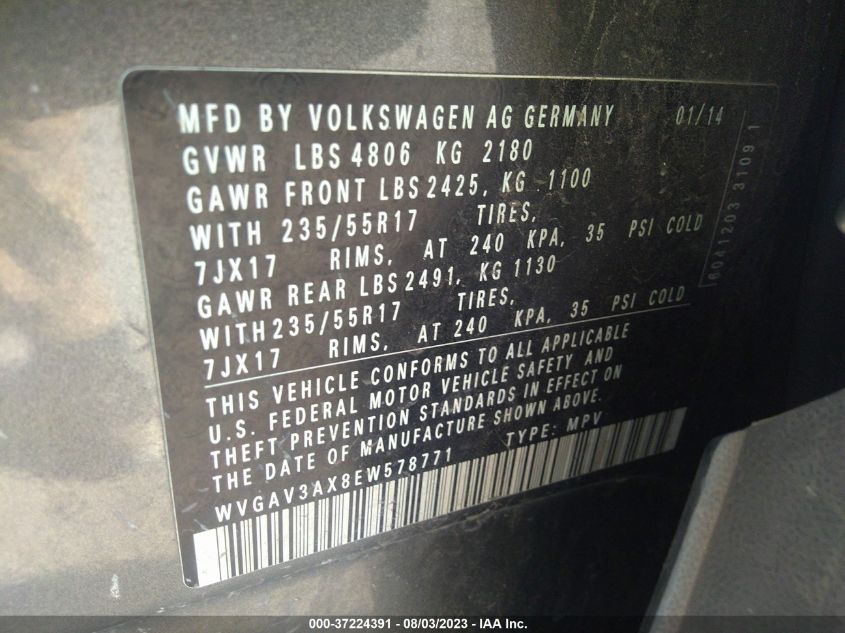 MFD BY VOLKSWAGEN AG GERMANY 01/14
GVWR LBS 4806 KG 2180
GAWR FRONT LBS 2425, KG 1100
WITH 235/55R17 TIRES,
7JX17 RIMS, AT 240 KPA, 35 PSI COLD
GAWR REAR LBS 2491, KG 1130
WITH 235/55R17 TIRES,
7JX17 RIMS, AT 240 KPA, 35 PSI COLD
THIS VEHICLE CONFORMS TO ALL APPLICABLE
U.S. FEDERAL MOTOR VEHICLE SAFETY AND
THEFT PREVENTION STANDARDS IN EFFECT ON
THE DATE OF MANUFACTURE SHOWN ABOVE.
WVGAV3AX8EW578771 TYPE: MPV
31091
000-37224391 - 08/03/2023 - IAA Inc.